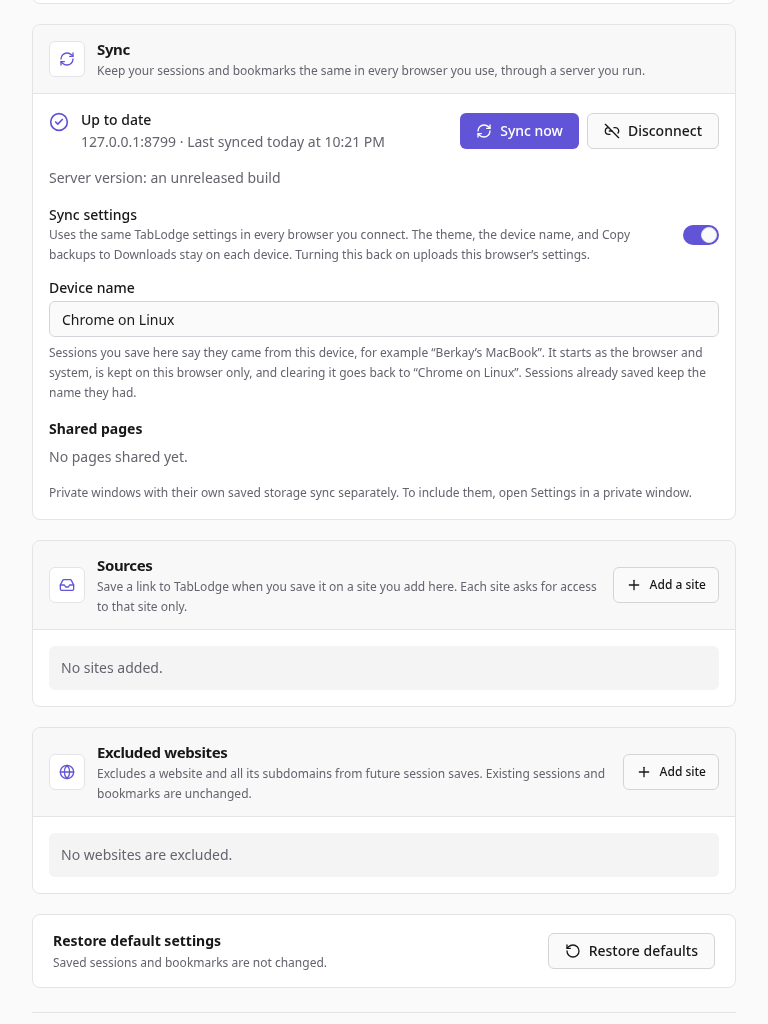 Sync
Keep your sessions and bookmarks the same in every browser you use, through a server you run.
Up to date
127.0.0.1:8799 · Last synced today at 10:21 PM
Sync now
Disconnect
Server version: an unreleased build
Sync settings
Uses the same TabLodge settings in every browser you connect. The theme, the device name, and Copy
backups to Downloads stay on each device. Turning this back on uploads this browser’s settings.
Device name
Chrome on Linux
Sessions you save here say they came from this device, for example “Berkay’s MacBook”. It starts as the browser and
system, is kept on this browser only, and clearing it goes back to “Chrome on Linux”. Sessions already saved keep the
name they had.
Shared pages
No pages shared yet.
Private windows with their own saved storage sync separately. To include them, open Settings in a private window.
Sources
Save a link to TabLodge when you save it on a site you add here. Each site asks for access
to that site only.
Add a site
No sites added.
Excluded websites
Excludes a website and all its subdomains from future session saves. Existing sessions and
bookmarks are unchanged.
Add site
No websites are excluded.
Restore default settings
Saved sessions and bookmarks are not changed.
Restore defaults